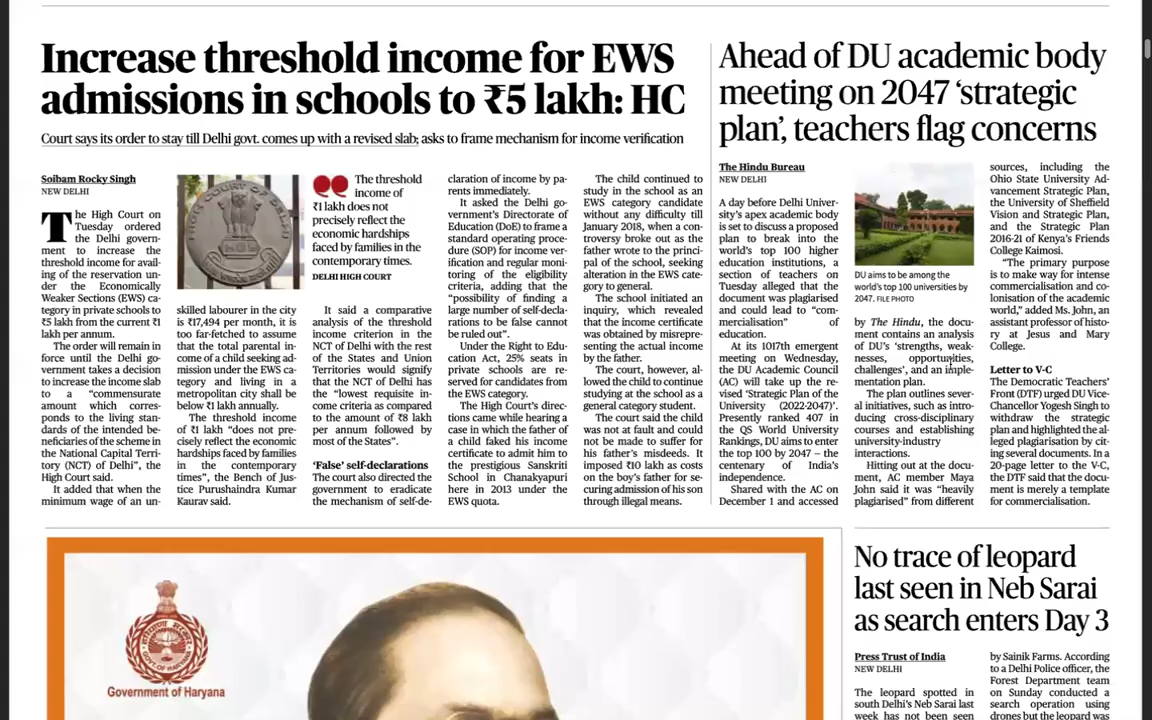 Increase threshold income for EWS
admissions in schools to ₹5 lakh: HC
Court says its order to stay till Delhi govt. comes up with a revised slab; asks to frame mechanism for income verification
Soibam Rocky Singh
NEW DELHI
The High Court on
Tuesday ordered
the Delhi govern-
ment to increase the
threshold income for avail-
ing of the reservation un-
der the Economically
Weaker Sections (EWS) ca-
tegory in private schools to
₹5 lakh from the current ₹1
lakh per annum.
The order will remain in
force until the Delhi go-
vernment takes a decision
to increase the income slab
to a “commensurate
amount which corres-
ponds to the living stan-
dards of the intended be-
neficiaries of the scheme in
the National Capital Terri-
tory (NCT) of Delhi”, the
High Court said.
It added that when the
minimum wage of an un-
skilled labourer in the city
is ₹17,494 per month, it is
too far-fetched to assume
that the total parental in-
come of a child seeking ad-
mission under the EWS ca-
tegory and living in a
metropolitan city shall be
below ₹1 lakh annually.
The threshold income
of ₹1 lakh “does not pre-
cisely reflect the economic
hardships faced by families
in the contemporary
times”, the Bench of Jus-
tice Purushaindra Kumar
Kaurav said.
The threshold
income of
₹1 lakh does not
precisely reflect the
economic hardships
faced by families in the
contemporary times.
DELHI HIGH COURT
It said a comparative
analysis of the threshold
income criterion in the
NCT of Delhi with the rest
of the States and Union
Territories would signify
that the NCT of Delhi has
the “lowest requisite in-
come criteria as compared
to the amount of ₹8 lakh
per annum followed by
most of the States”.
‘False’ self-declarations
The court also directed the
government to eradicate
the mechanism of self-de-
claration of income by pa-
rents immediately.
It asked the Delhi go-
vernment’s Directorate of
Education (DoE) to frame a
standard operating proce-
dure (SOP) for income ver-
ification and regular moni-
toring of the eligibility
criteria, adding that the
“possibility of finding a
large number of self-decla-
rations to be false cannot
be ruled out”.
Under the Right to Edu-
cation Act, 25% seats in
private schools are re-
served for candidates from
the EWS category.
The High Court’s direc-
tions came while hearing a
case in which the father of
a child faked his income
certificate to admit him to
the prestigious Sanskriti
School in Chanakyapuri
here in 2013 under the
EWS quota.
The child continued to
study in the school as an
EWS category candidate
without any difficulty till
January 2018, when a con-
troversy broke out as the
father wrote to the princi-
pal of the school, seeking
alteration in the EWS cate-
gory to general.
The school initiated an
inquiry, which revealed
that the income certificate
was obtained by misrepre-
senting the actual income
by the father.
The court, however, al-
lowed the child to continue
studying at the school as a
general category student.
The court said the child
was not at fault and could
not be made to suffer for
his father’s misdeeds. It
imposed ₹10 lakh as costs
on the boy’s father for se-
curing admission of his son
through illegal means.
Ahead of DU academic body
meeting on 2047 ‘strategic
plan’, teachers flag concerns
The Hindu Bureau
NEW DELHI
A day before Delhi Univer-
sity’s apex academic body
is set to discuss a proposed
plan to break into the
world’s top 100 higher
education institutions, a
section of teachers on
Tuesday alleged that the
document was plagiarised
and could lead to “com-
mercialisation” of
education.
At its 1017th emergent
meeting on Wednesday,
the DU Academic Council
(AC) will take up the re-
vised ‘Strategic Plan of the
University (2022-2047)’.
Presently ranked 407 in
the QS World University
Rankings, DU aims to enter
the top 100 by 2047 — the
centenary of India’s
independence.
Shared with the AC on
December 1 and accessed
DU aims to be among the
world’s top 100 universities by
2047. FILE PHOTO
by The Hindu, the docu-
ment contains an analysis
of DU’s ‘strengths, weak-
nesses, opportunities,
challenges’, and an imple-
mentation plan.
The plan outlines sever-
al initiatives, such as intro-
ducing cross-disciplinary
courses and establishing
university-industry
interactions.
Hitting out at the docu-
ment, AC member Maya
John said it was “heavily
plagiarised” from different
sources, including the
Ohio State University Ad-
vancement Strategic Plan,
the University of Sheffield
Vision and Strategic Plan,
and the Strategic Plan
2016-21 of Kenya’s Friends
College Kaimosi.
“The primary purpose
is to make way for intense
commercialisation and co-
lonisation of the academic
world,” added Ms. John, an
assistant professor of histo-
ry at Jesus and Mary
College.
Letter to V-C
The Democratic Teachers’
Front (DTF) urged DU Vice-
Chancellor Yogesh Singh to
withdraw the strategic
plan and highlighted the al-
leged plagiarisation by cit-
ing several documents. In a
20-page letter to the V-C,
the DTF said that the docu-
ment is merely a template
for commercialisation.
Government of Haryana
No trace of leopard
last seen in Neb Sarai
as search enters Day 3
Press Trust of India
NEW DELHI
The leopard spotted in
south Delhi’s Neb Sarai last
week has not been seen
by Sainik Farms. According
to a Delhi Police officer, the
Forest Department team
on Sunday conducted a
search operation using
drones but the leopard was